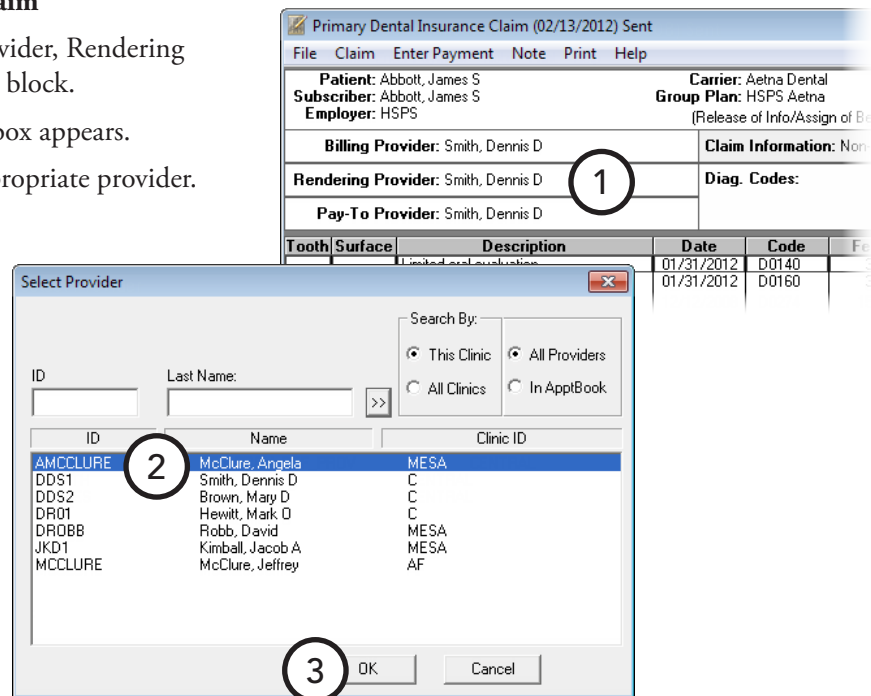 aim
vider, Rendering
block.
box appears.
propriate provider.
Primary Dental Insurance Claim (02/13/2012) Sent
File Claim Enter Payment Note Print Help
Patient: Abbott, James S Carrier: Aetna Dental
Subscriber: Abbott, James S Group Plan: HSPS Aetna
Employer: HSPS (Release of Info/Assign of Be
Billing Provider: Smith, Dennis D Claim Information: Non-
Rendering Provider: Smith, Dennis D 1 Diag. Codes:
Pay-To Provider: Smith, Dennis D
Tooth Surface Description Date Code Fe
Limited oral evaluation 01/31/2012 D0140
01/31/2012 D0160
Select Provider
Search By:
This Clinic All Providers
All Clinics In ApptBook
ID Last Name:
>>
ID Name Clinic ID
AMCCLURE 2 McClure, Angela MESA
DDS1 Smith, Dennis D C
DDS2 Brown, Mary D C
DR01 Hewitt, Mark O C
DROBB Robb, David MESA
JKD1 Kimball, Jacob A MESA
MCCLURE McClure, Jeffrey AF
3 OK Cancel